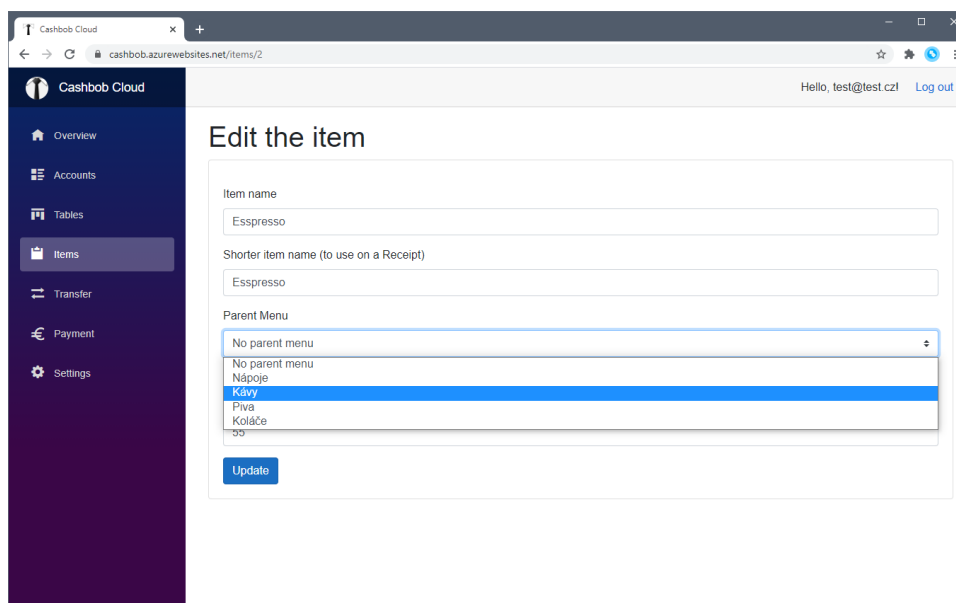 Cashbob Cloud
cashbob.azurewebsites.net/items/2
Cashbob Cloud
Hello, test@test.cz!
Log out
Overview
Accounts
Tables
Items
Transfer
Payment
Settings
Edit the item
Item name
Esspresso
Shorter item name (to use on a Receipt)
Esspresso
Parent Menu
No parent menu
No parent menu
Nápoje
Kávy
Piva
Koláče
55
Update